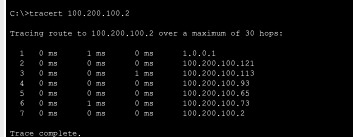 C:\>tracert 100.200.100.2
Tracing route to 100.200.100.2 over a maximum of 30 hops:
1 0 ms 1 ms 0 ms 1.0.0.1
2 0 ms 0 ms 0 ms 100.200.100.121
3 0 ms 0 ms 1 ms 100.200.100.113
4 0 ms 0 ms 0 ms 100.200.100.93
5 0 ms 0 ms 0 ms 100.200.100.65
6 0 ms 1 ms 0 ms 100.200.100.73
7 0 ms 0 ms 0 ms 100.200.100.2
Trace complete.